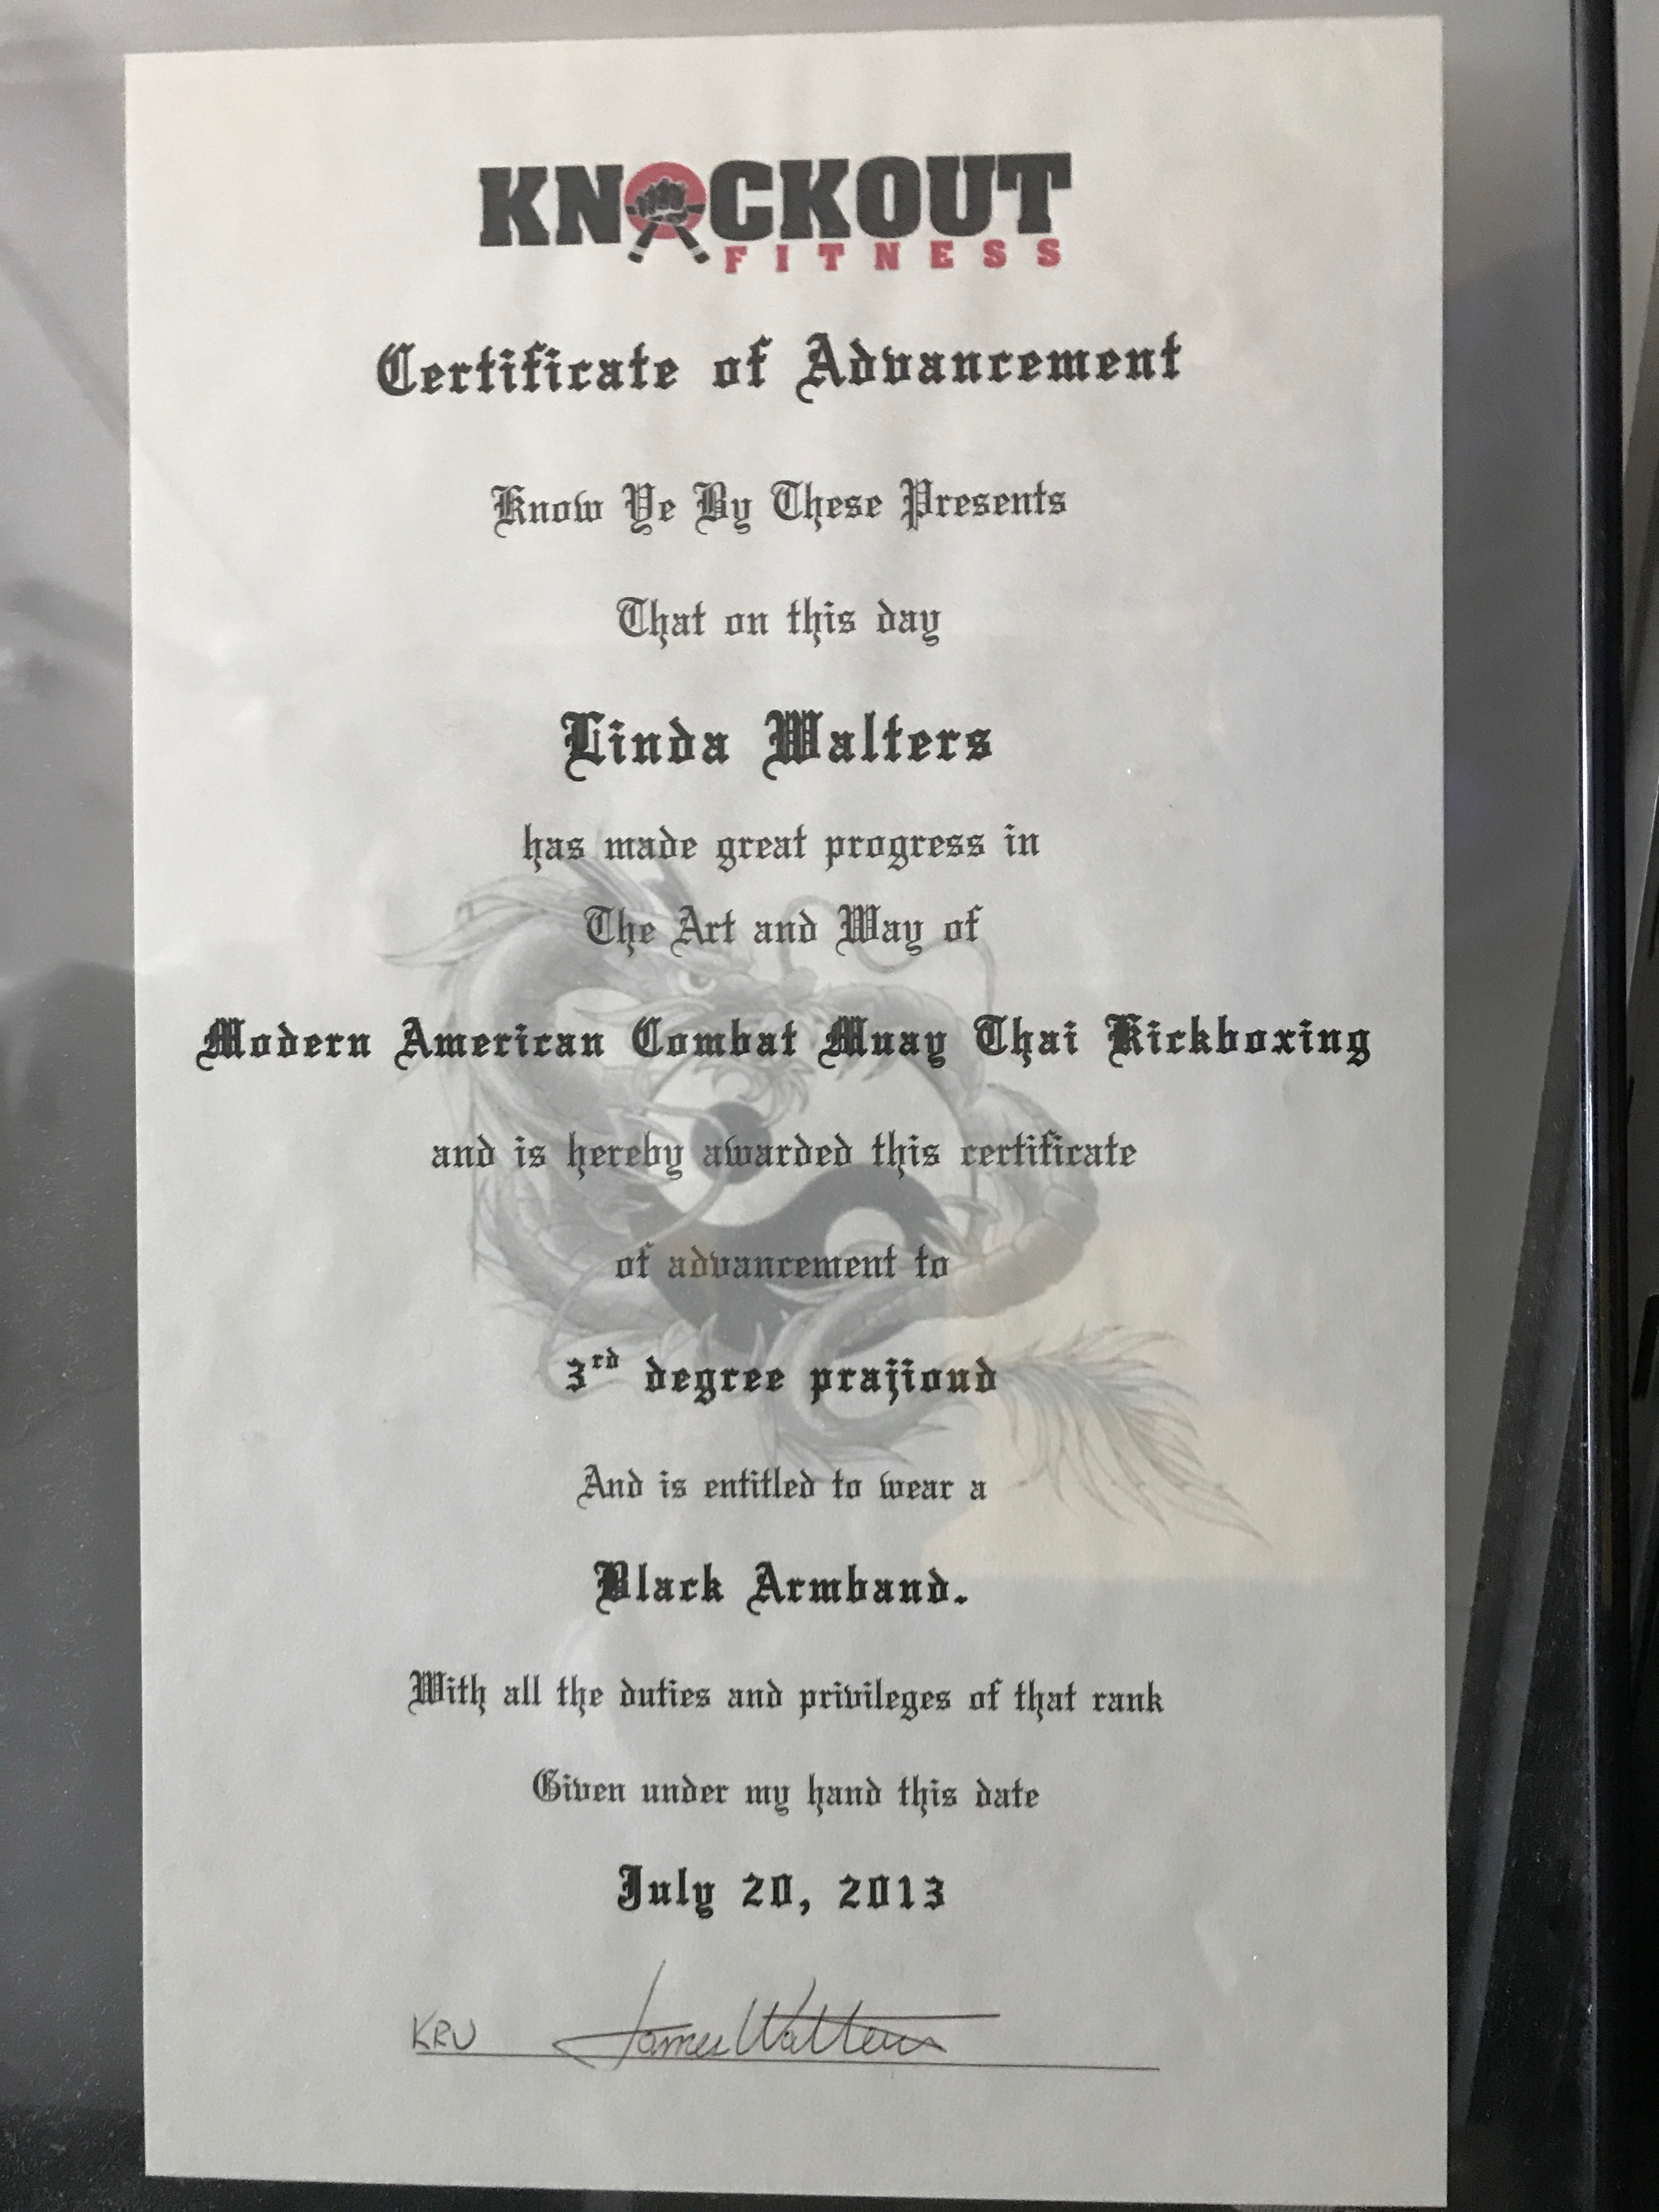 KNOCKOUT
FITNESS
Certificate of Advancement
Know Ye By These Presents
That on this day
Linda Walters
has made great progress in
The Art and Way of
Modern American Combat Muay Thai Kickboxing
and is hereby awarded this certificate
of advancement to
3rd degree prajioud
And is entitled to wear a
Black Armband.
With all the duties and privileges of that rank
Given under my hand this date
July 20, 2013
KRU James Walters